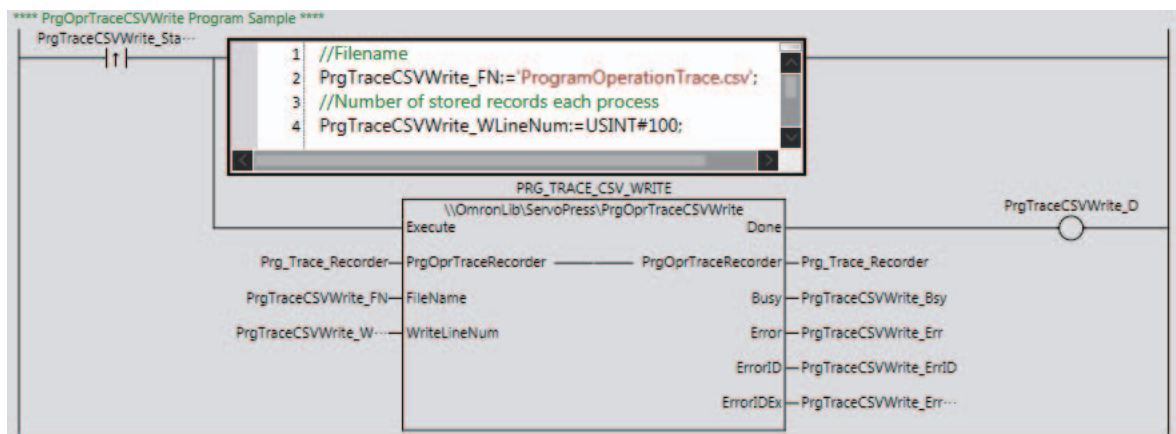 **** PrgOprTraceCSVWrite Program Sample ****
PrgTraceCSVWrite_Sta···
1 //Filename
2 PrgTraceCSVWrite_FN:='ProgramOperationTrace.csv';
3 //Number of stored records each process
4 PrgTraceCSVWrite_WLineNum:=USINT#100;
PRG_TRACE_CSV_WRITE
\\OmronLib\ServoPress\PrgOprTraceCSVWrite
PrgTraceCSVWrite_D
Execute Done
Prg_Trace_Recorder PrgOprTraceRecorder PrgOprTraceRecorder Prg_Trace_Recorder
PrgTraceCSVWrite_FN FileName Busy PrgTraceCSVWrite_Bsy
PrgTraceCSVWrite_W··· WriteLineNum Error PrgTraceCSVWrite_Err
ErrorID PrgTraceCSVWrite_ErrID
ErrorIDEx PrgTraceCSVWrite_Err···